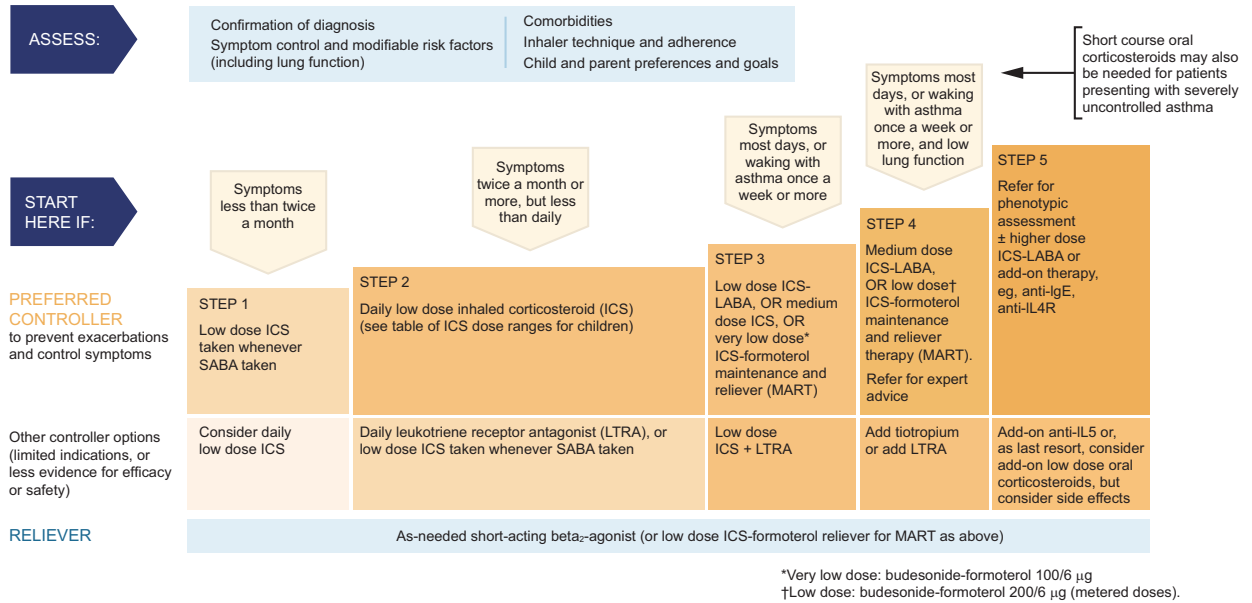 ASSESS:
Confirmation of diagnosis
Symptom control and modifiable risk factors
(including lung function)
Comorbidities
Inhaler technique and adherence
Child and parent preferences and goals
Short course oral
corticosteroids may also
be needed for patients
presenting with severely
uncontrolled asthma
START
HERE IF:
Symptoms
less than twice
a month
Symptoms
twice a month or
more, but less
than daily
Symptoms
most days, or
waking with
asthma once a
week or more
Symptoms most
days, or waking
with asthma
once a week or
more, and low
lung function
PREFERRED
CONTROLLER
to prevent exacerbations
and control symptoms
STEP 1
Low dose ICS
taken whenever
SABA taken
STEP 2
Daily low dose inhaled corticosteroid (ICS)
(see table of ICS dose ranges for children)
STEP 3
Low dose ICS-
LABA, OR medium
dose ICS, OR
very low dose*
ICS-formoterol
maintenance and
reliever (MART)
STEP 4
Medium dose
ICS-LABA,
OR low dose†
ICS-formoterol
maintenance
and reliever
therapy (MART).
Refer for expert
advice
STEP 5
Refer for
phenotypic
assessment
± higher dose
ICS-LABA or
add-on therapy,
eg, anti-IgE,
anti-IL4R
Other controller options
(limited indications, or
less evidence for efficacy
or safety)
Consider daily
low dose ICS
Daily leukotriene receptor antagonist (LTRA), or
low dose ICS taken whenever SABA taken
Low dose
ICS + LTRA
Add tiotropium
or add LTRA
Add-on anti-IL5 or,
as last resort, consider
add-on low dose oral
corticosteroids, but
consider side effects
RELIEVER
As-needed short-acting beta₂-agonist (or low dose ICS-formoterol reliever for MART as above)
*Very low dose: budesonide-formoterol 100/6 µg
†Low dose: budesonide-formoterol 200/6 µg (metered doses).